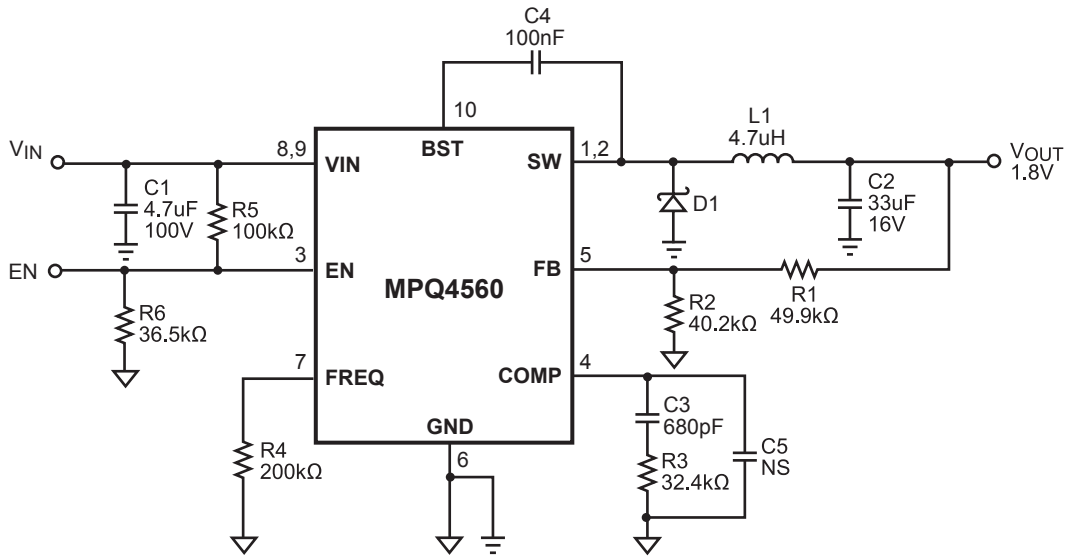 C4
100nF
10
BST
L1
4.7uH
VIN
8,9
VIN
SW
1,2
VOUT
1.8V
C1
4.7uF
100V
R5
100kΩ
D1
C2
33uF
16V
EN
3
EN
FB
5
MPQ4560
R1
49.9kΩ
R2
40.2kΩ
R6
36.5kΩ
7
FREQ
COMP
4
GND
6
R4
200kΩ
C3
680pF
R3
32.4kΩ
C5
NS